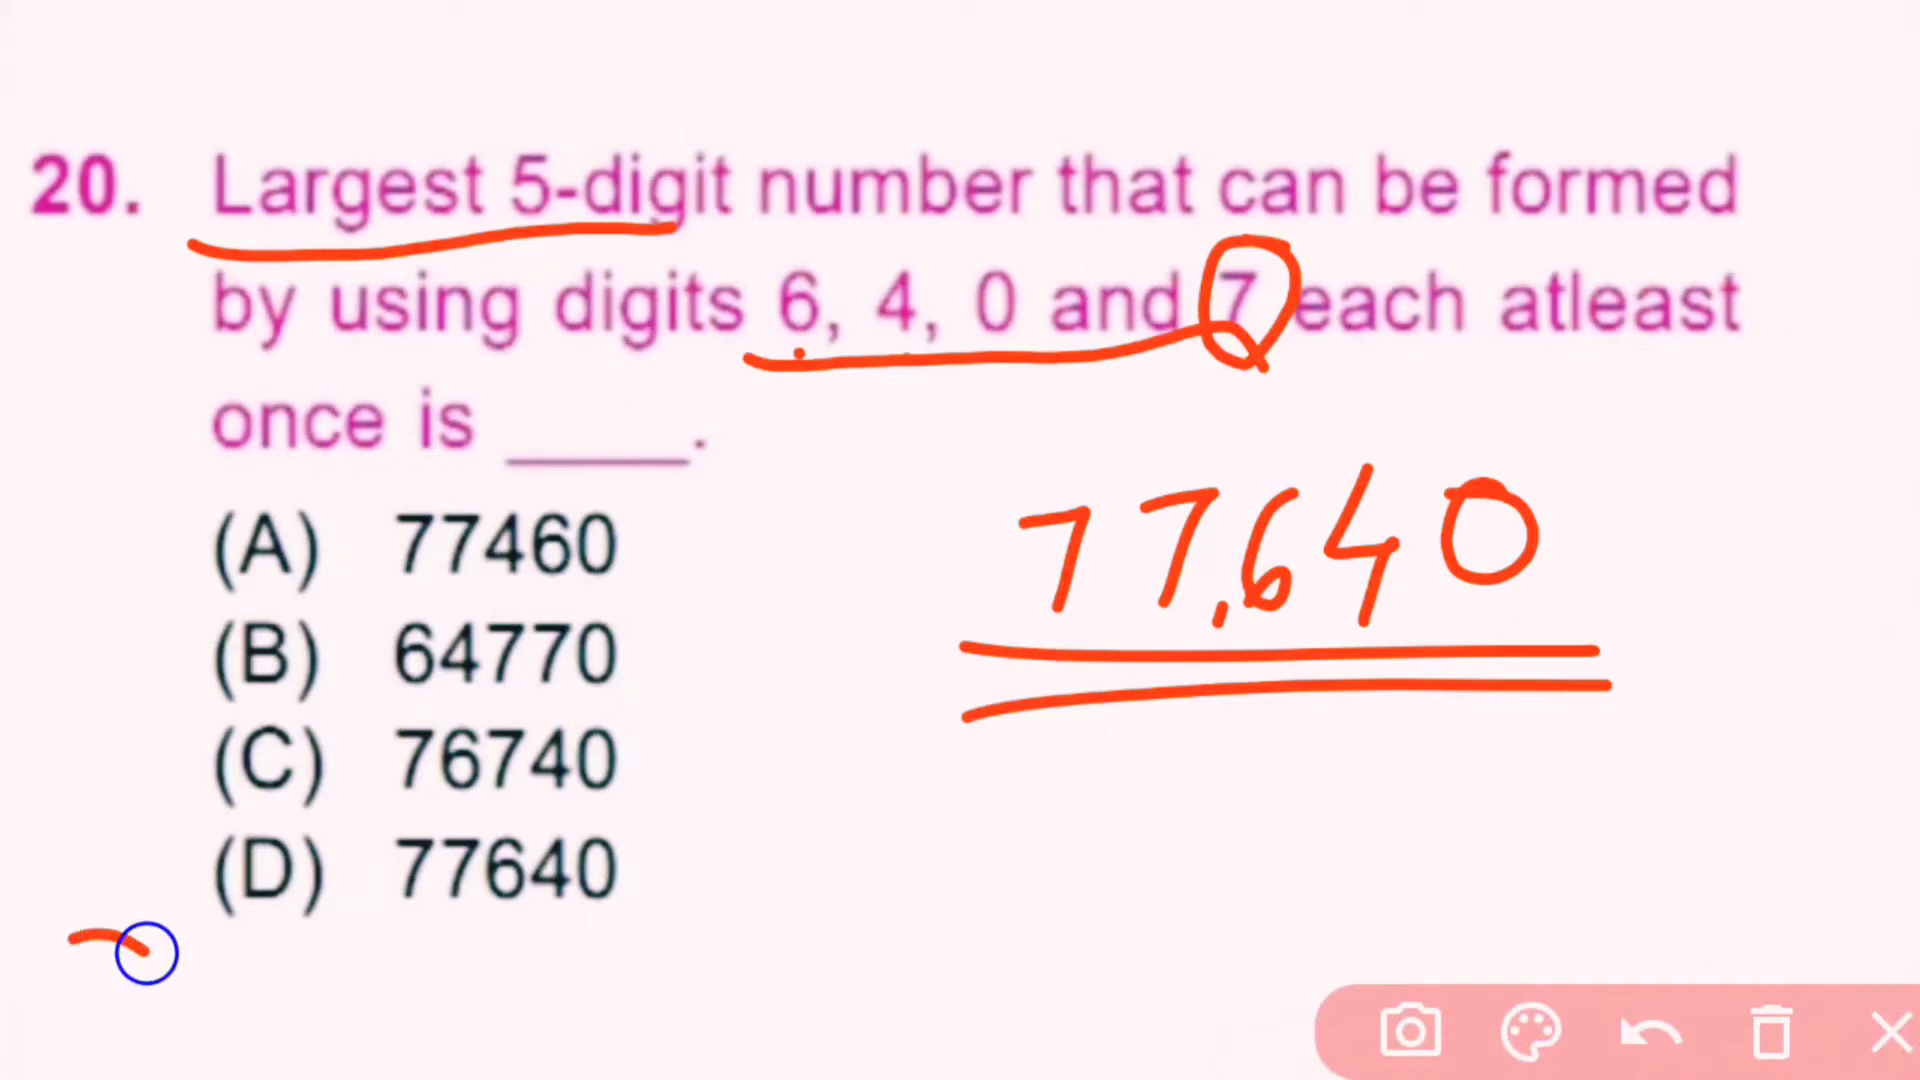 20. Largest 5-digit number that can be formed
by using digits 6, 4, 0 and 7 each atleast
once is _____.
77,640
(A) 77460
(B) 64770
(C) 76740
(D) 77640